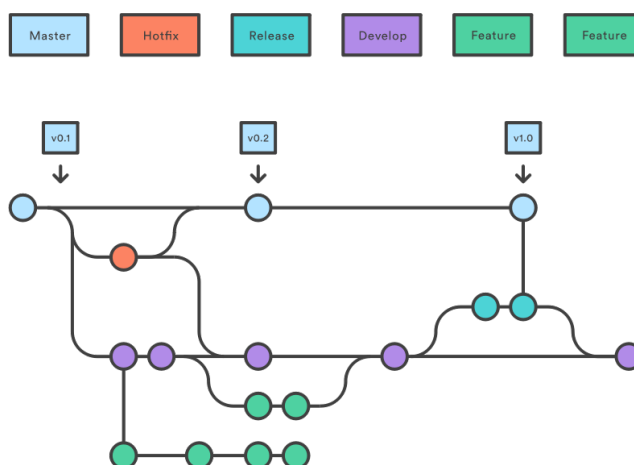 Master
Hotfix
Release
Develop
Feature
Feature
v0.1
v0.2
v1.0